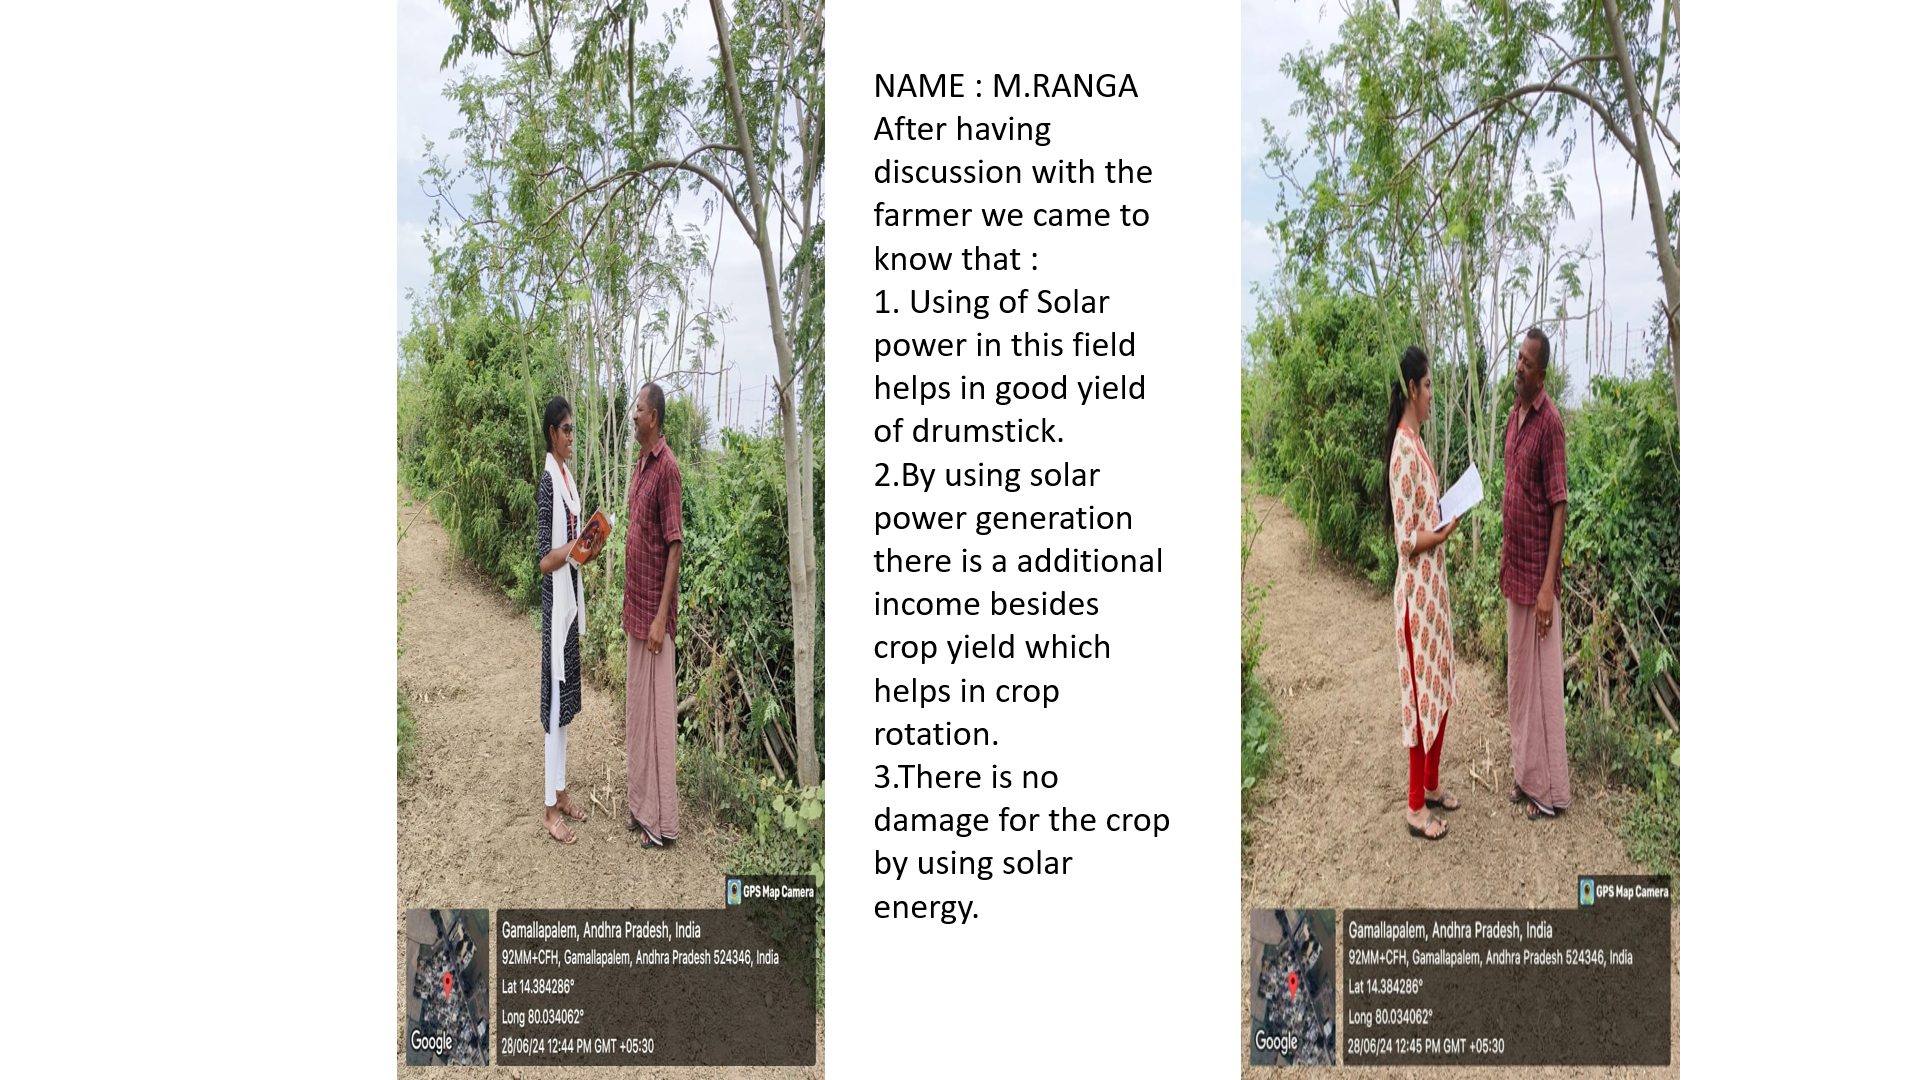 NAME : M.RANGA
After having
discussion with the
farmer we came to
know that :
1. Using of Solar
power in this field
helps in good yield
of drumstick.
2.By using solar
power generation
there is a additional
income besides
crop yield which
helps in crop
rotation.
3.There is no
damage for the crop
by using solar
energy.
GPS Map Camera
Gamallapalem, Andhra Pradesh, India
92MM+CFH, Gamallapalem, Andhra Pradesh 524346, India
Lat 14.384286°
Long 80.034062°
28/06/24 12:44 PM GMT +05:30
Google
GPS Map Camera
Gamallapalem, Andhra Pradesh, India
92MM+CFH, Gamallapalem, Andhra Pradesh 524346, India
Lat 14.384286°
Long 80.034062°
28/06/24 12:45 PM GMT +05:30
Google